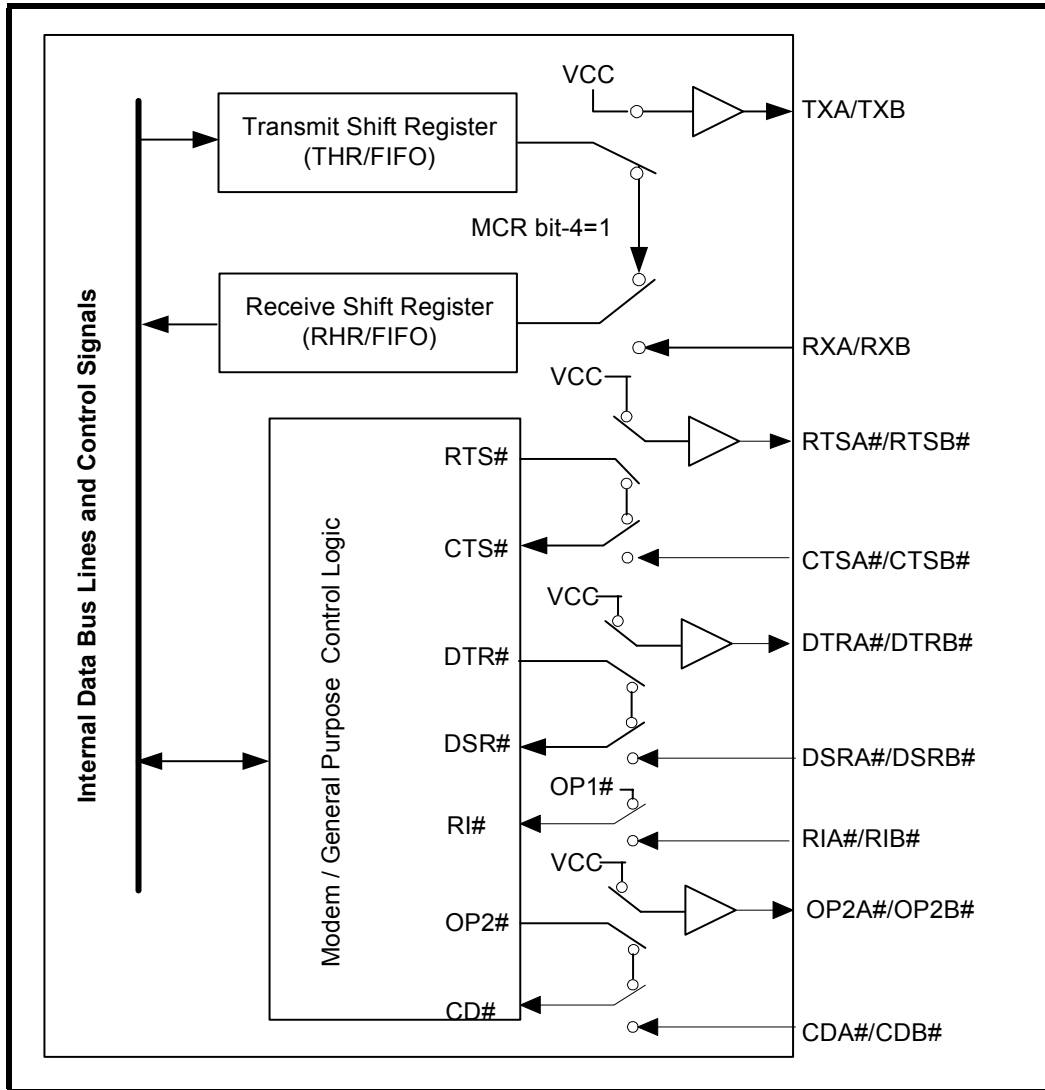 VCC
TXA/TXB
Transmit Shift Register
(THR/FIFO)
MCR bit-4=1
Receive Shift Register
(RHR/FIFO)
RXA/RXB
VCC
RTSA#/RTSB#
RTS#
CTS#
CTSA#/CTSB#
VCC
DTRA#/DTRB#
DTR#
DSR#
DSRA#/DSRB#
OP1#
RI#
RIA#/RIB#
VCC
OP2A#/OP2B#
OP2#
CD#
CDA#/CDB#
Internal Data Bus Lines and Control Signals
Modem / General Purpose Control Logic